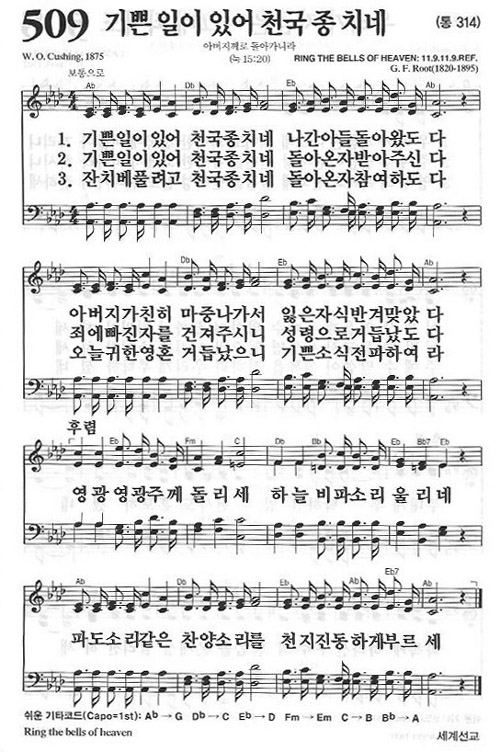 509 기쁜 일이 있어 천국 종 치네 (통 314)
아버지께로 돌아가니라
W. O. Cushing, 1875 (눅 15:20) RING THE BELLS OF HEAVEN: 11.9.11.9.REF.
보통으로 G. F. Root(1820-1895)
Ab Db Ab Eb
1. 기쁜일이있어 천국종치네 나간아들돌아왔도 다
2. 기쁜일이있어 천국종치네 돌아온자받아주신 다
3. 잔치베풀려고 천국종치네 돌아온자참여하도 다
Db Eb Ab
아버지가친히 마중나가서 잃은자식반겨맞았 다
죄에빠진자를 건져주시니 성령으로거듭났도 다
오늘귀한영혼 거듭났으니 기쁜소식전파하여 라
후렴
Eb Fm C Db Bb Eb Bb7 Eb
영광영광주께 돌리세 하늘비파소리울리네
Ab Db Eb Ab Eb7 Ab
파도소리같은 찬양소리를 천지진동하게부르 세
쉬운 기타코드(Capo=1st): Ab → G Db → C Eb → D Fm → Em C → B Bb → A
Ring the bells of heaven 세계선교